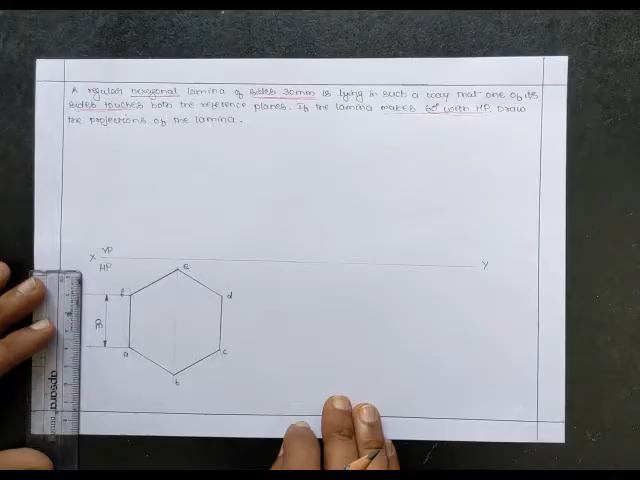 A regular hexagonal lamina of sides 30mm is lying in such a way that one of its
sides touches both the reference planes. If the lamina makes 60° with HP. Draw
the projections of the lamina.
X VP
HP
Y
e
f d
30
a c
b
apsara